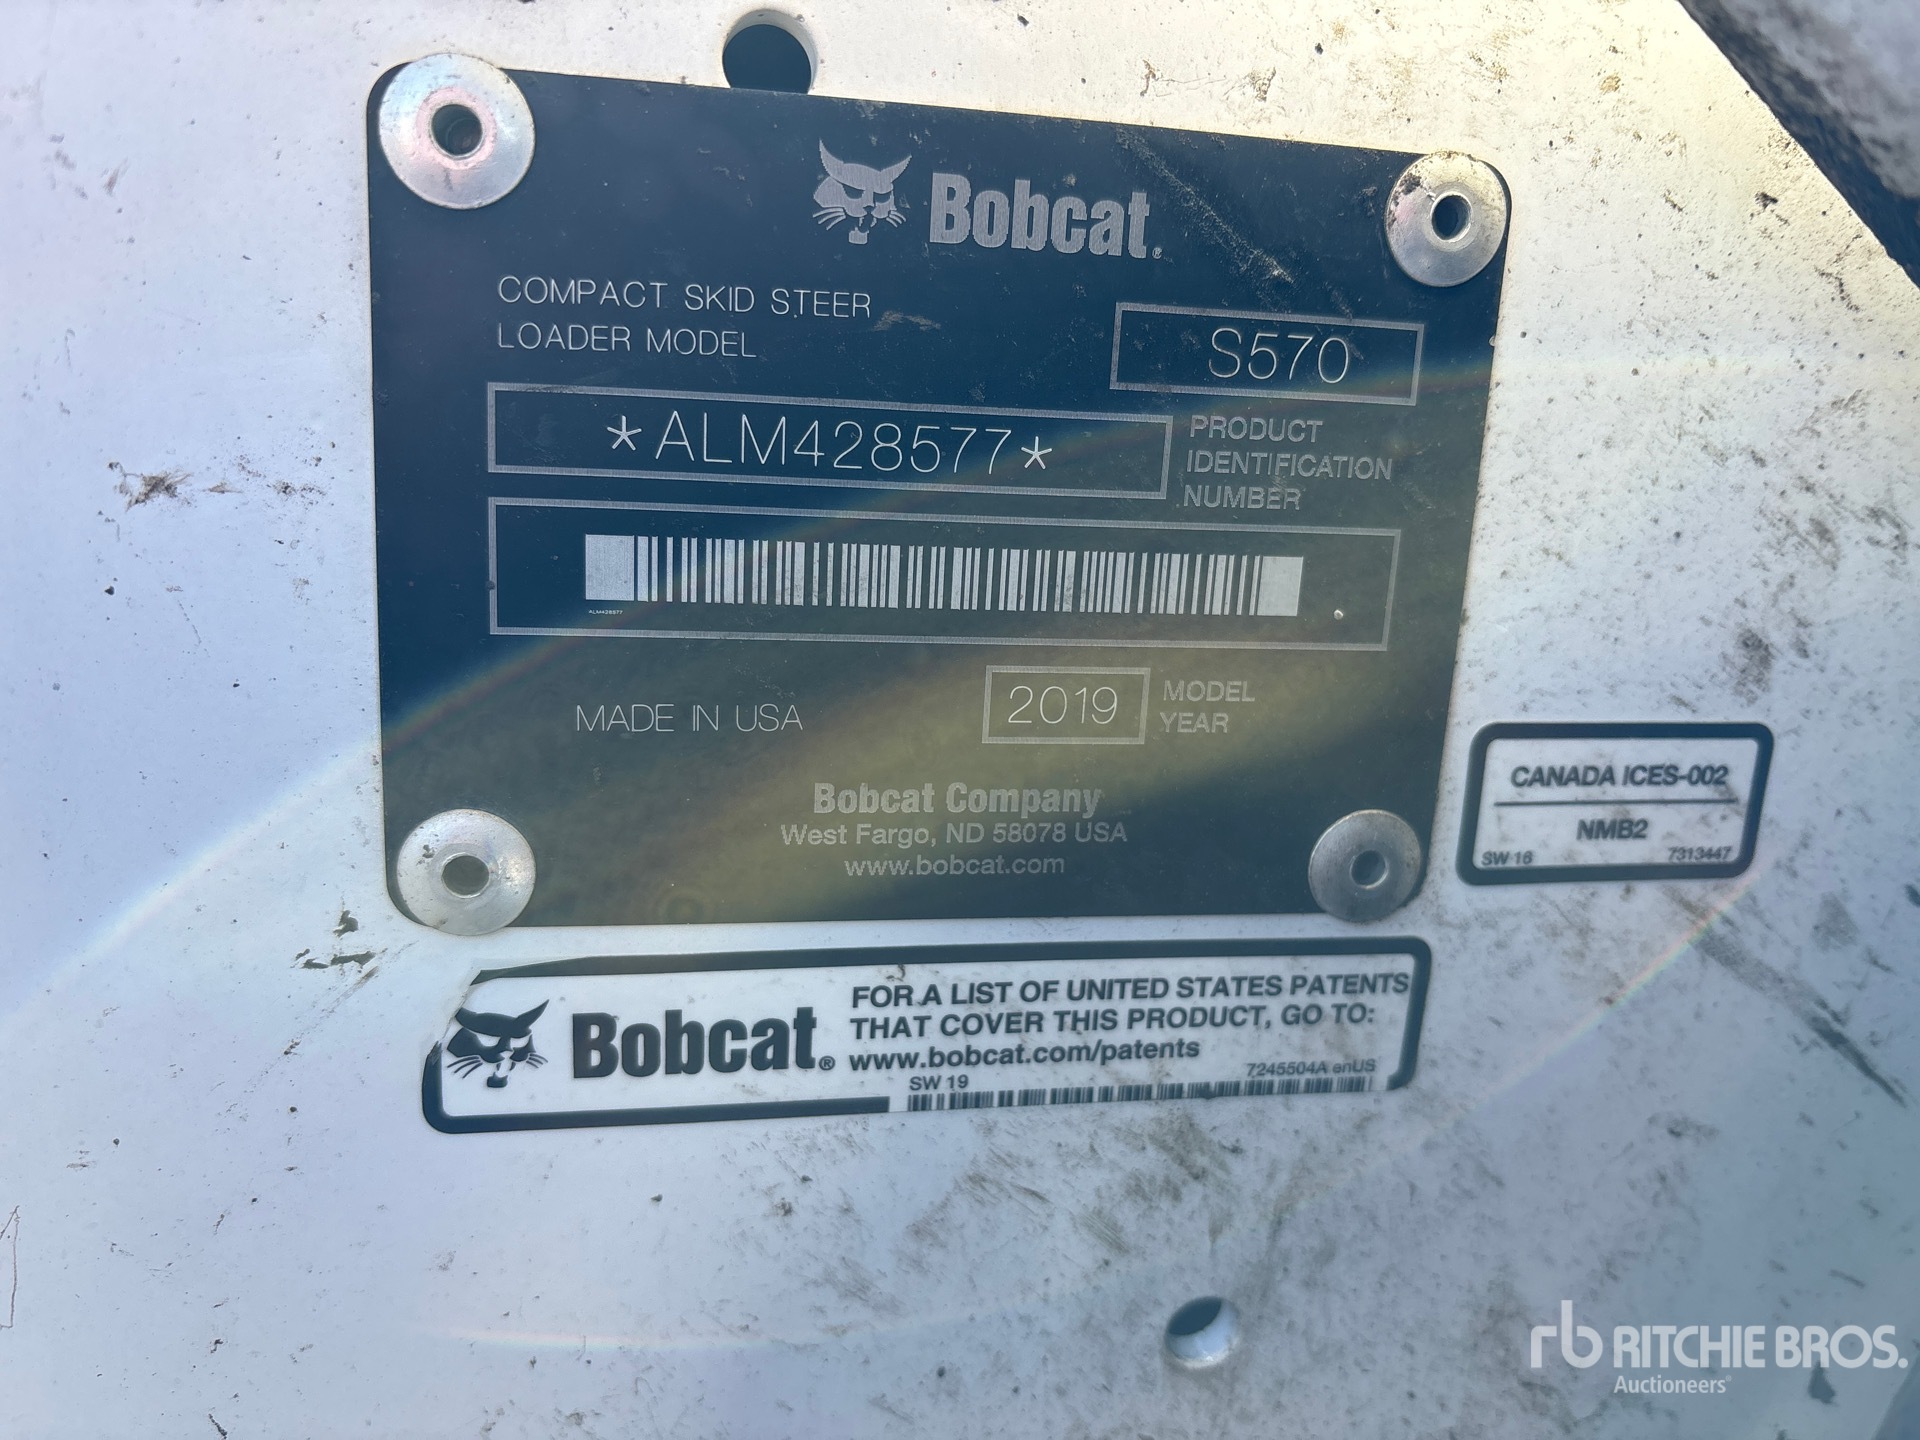 Bobcat.
COMPACT SKID STEER
LOADER MODEL
S570
*ALM428577*
PRODUCT
IDENTIFICATION
NUMBER
ALM428577
MADE IN USA
2019
MODEL
YEAR
Bobcat Company
West Fargo, ND 58078 USA
www.bobcat.com
CANADA ICES-002
NMB2
SW 16 7313447
Bobcat®
FOR A LIST OF UNITED STATES PATENTS
THAT COVER THIS PRODUCT, GO TO:
www.bobcat.com/patents
SW 19 7245504A enUS
rb RITCHIE BROS.
Auctioneers